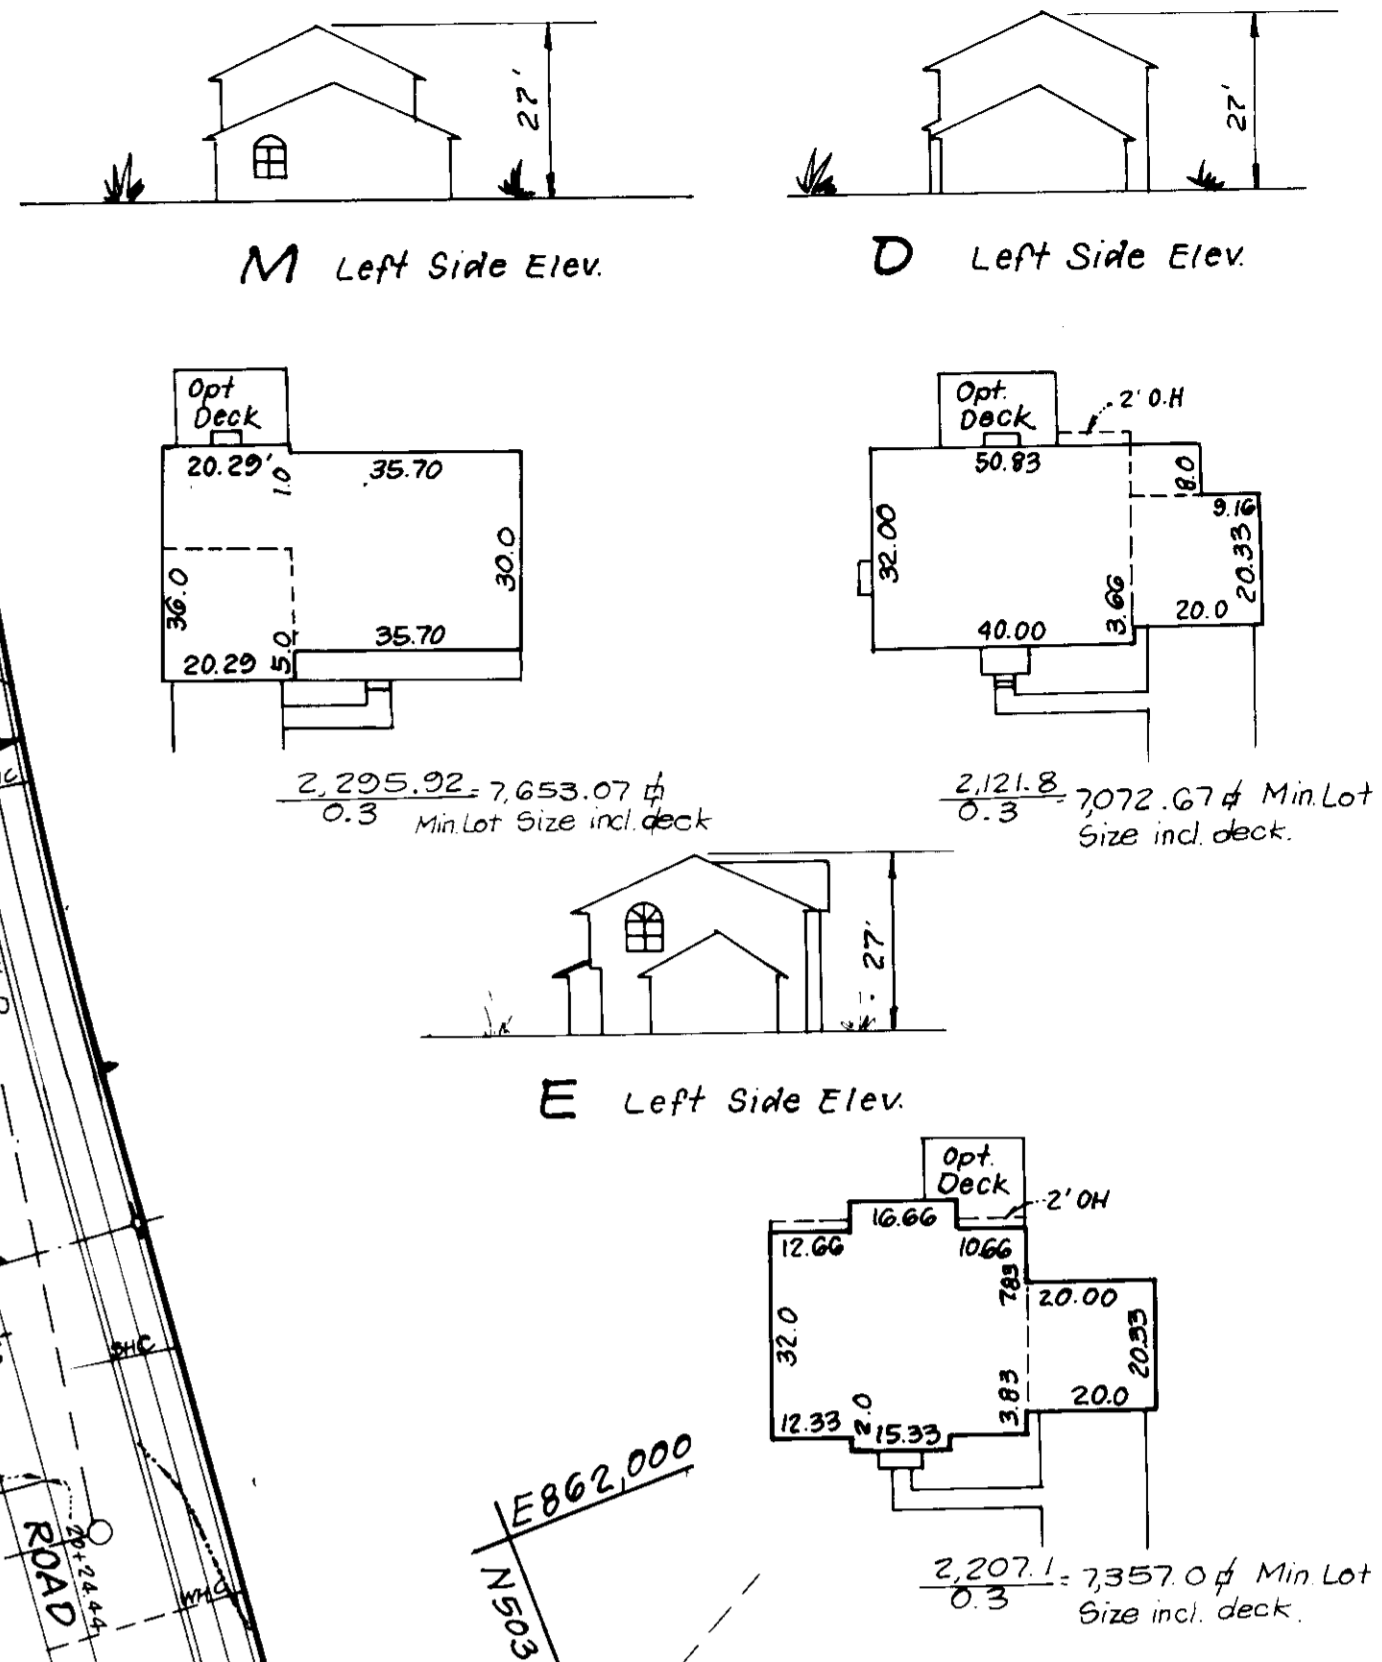 27'
27'
M Left Side Elev.
D Left Side Elev.
Opt
Deck
20.29'
1.0
35.70
36.0
30.0
20.29
5.0
35.70
2,295.92 = 7,653.07 ⌷
0.3 Min. Lot Size incl. deck
Opt.
Deck
2' O.H
50.83
8.0
9.16
32.00
20.33
3.66
40.00
20.0
2,121.8 = 7,072.67 ⌷ Min. Lot
0.3 Size incl. deck.
27'
E Left Side Elev.
Opt.
Deck
2' OH
16.66
12.66
10.66
7.83
20.00
32.0
20.33
3.83
20.0
12.33
2.0
15.33
2,207.1 = 7,357.0 ⌷ Min. Lot
0.3 Size incl. deck.
E862,000
N503
SHC
WHC
20+24.44
ROAD